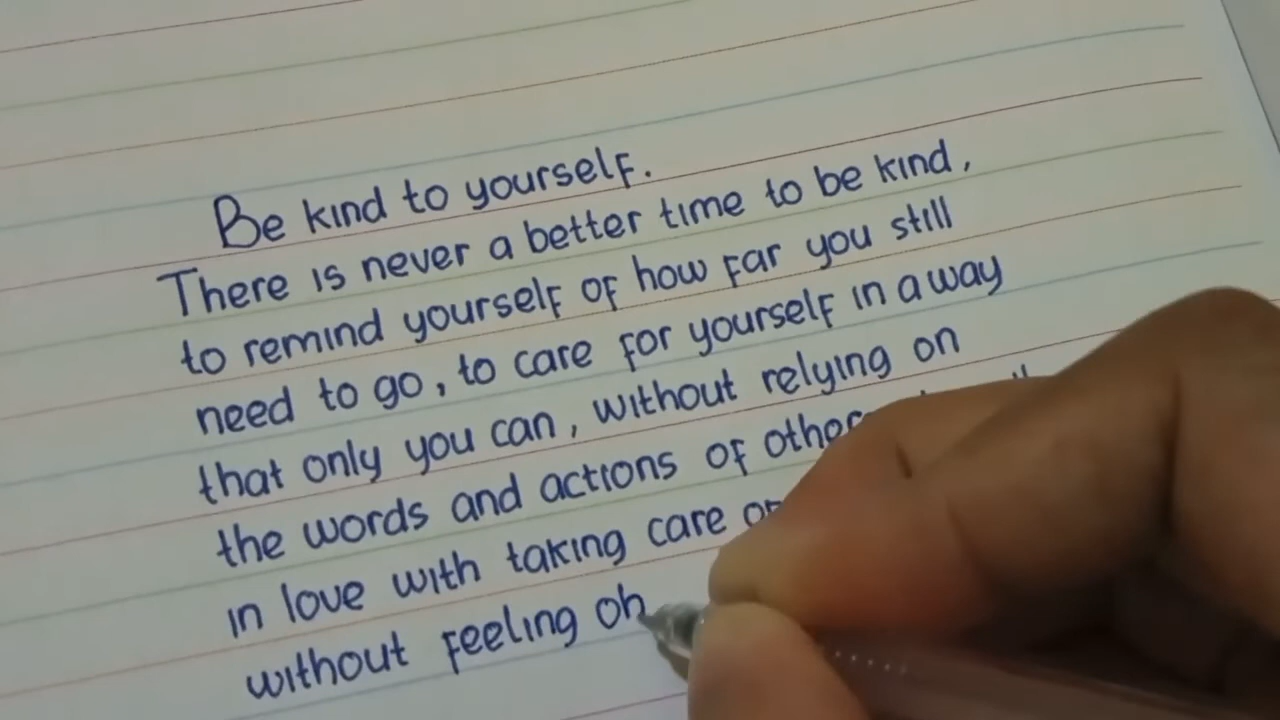 Be kind to yourself.
There is never a better time to be kind,
to remind yourself of how far you still
need to go, to care for yourself in a way
that only you can, without relying on
the words and actions of
in love with taking care
without feeling